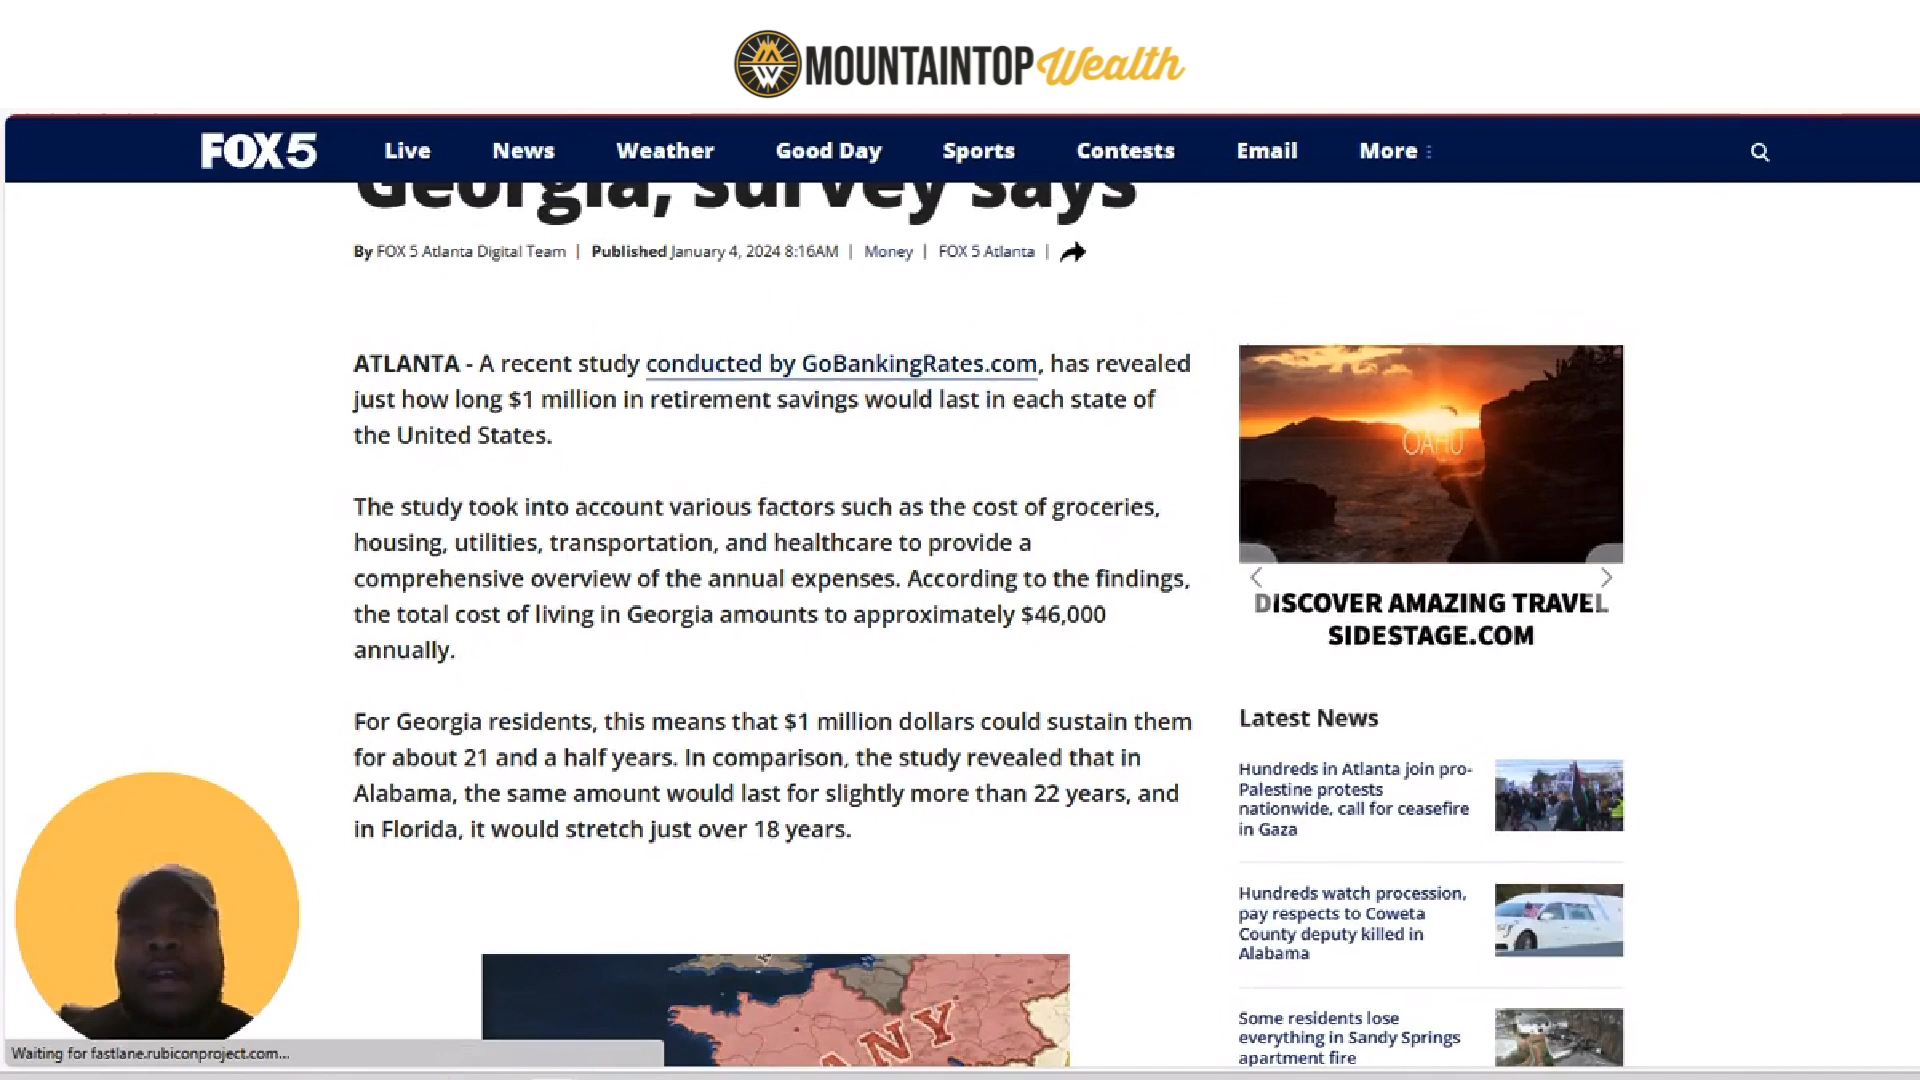 MOUNTAINTOP Wealth
FOX 5
Live
News
Weather
Good Day
Sports
Contests
Email
More
Georgia, survey says
By FOX 5 Atlanta Digital Team | Published January 4, 2024 8:16AM | Money | FOX 5 Atlanta |
ATLANTA - A recent study conducted by GoBankingRates.com, has revealed
just how long $1 million in retirement savings would last in each state of
the United States.
The study took into account various factors such as the cost of groceries,
housing, utilities, transportation, and healthcare to provide a
comprehensive overview of the annual expenses. According to the findings,
the total cost of living in Georgia amounts to approximately $46,000
annually.
For Georgia residents, this means that $1 million dollars could sustain them
for about 21 and a half years. In comparison, the study revealed that in
Alabama, the same amount would last for slightly more than 22 years, and
in Florida, it would stretch just over 18 years.
OAHU
DISCOVER AMAZING TRAVEL
SIDESTAGE.COM
Latest News
Hundreds in Atlanta join pro-
Palestine protests
nationwide, call for ceasefire
in Gaza
Hundreds watch procession,
pay respects to Coweta
County deputy killed in
Alabama
Some residents lose
everything in Sandy Springs
apartment fire
ANY
Waiting for fastlane.rubiconproject.com...